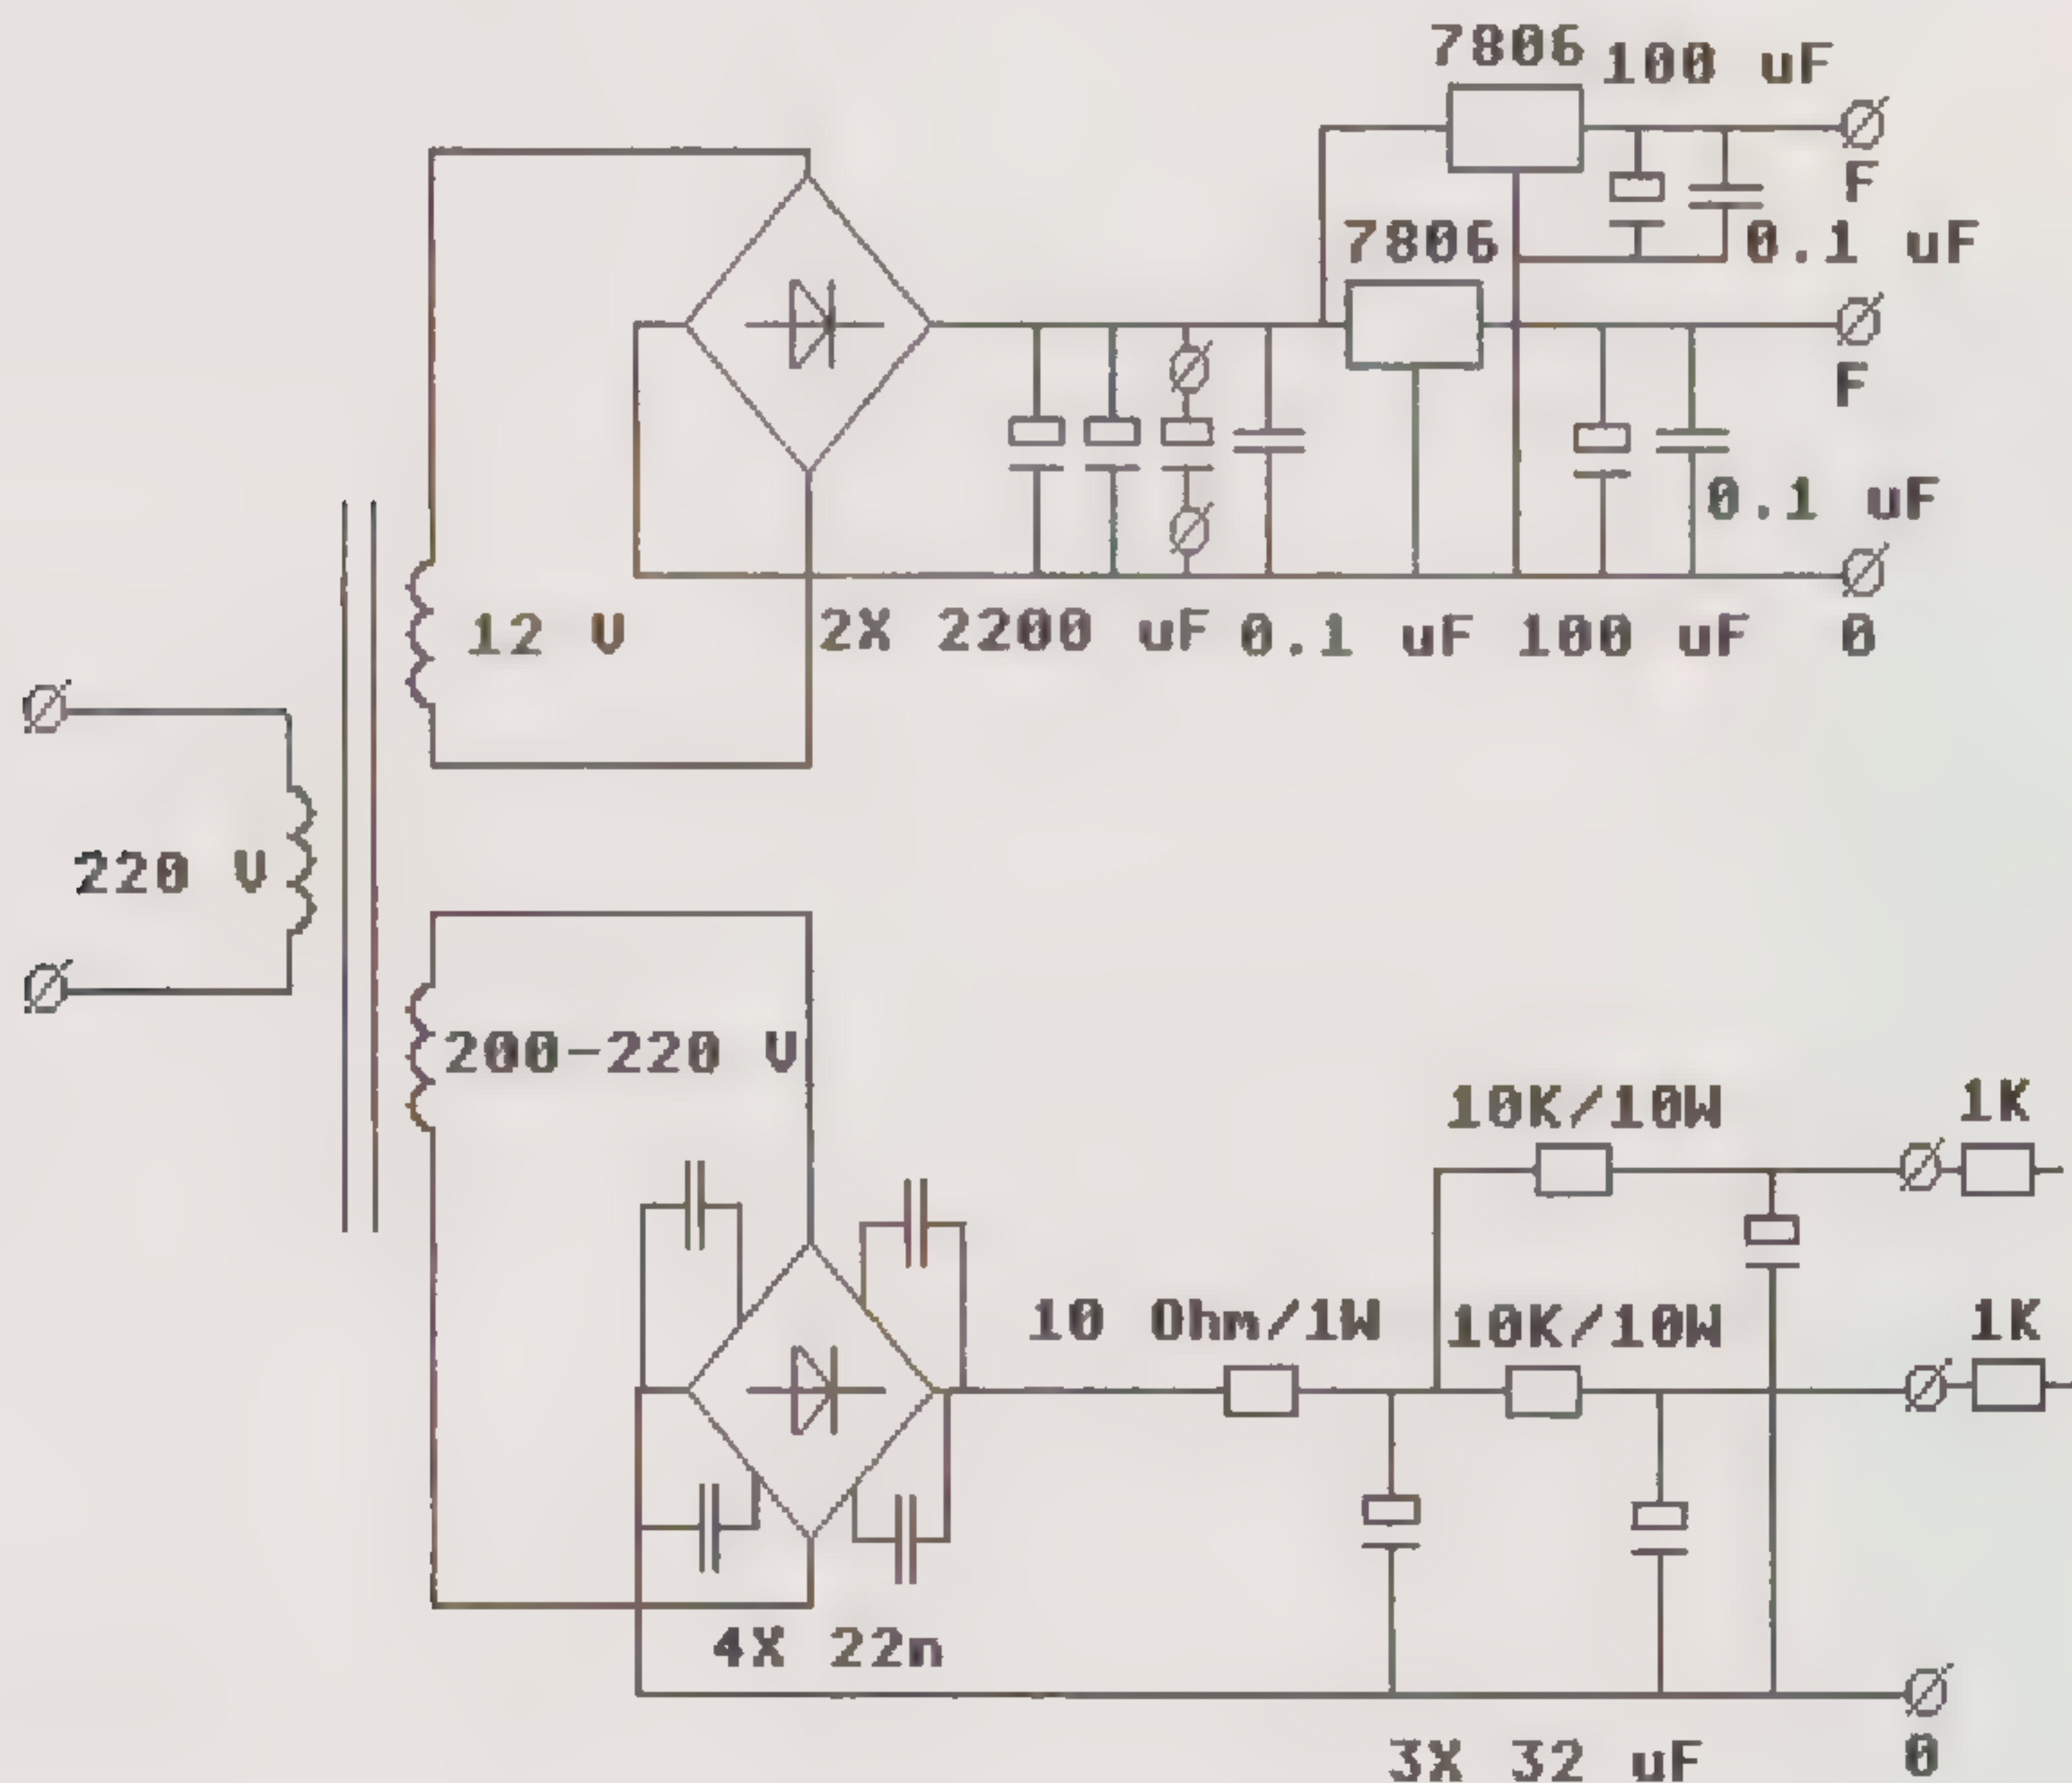 7806
100 uF
F
7806
0.1 uF
F
0.1 uF
12 V
2X 2200 uF
0.1 uF
100 uF
0
220 V
200-220 V
10K/10W
1K
10 Ohm/1W
10K/10W
1K
4X 22n
3X 32 uF
0